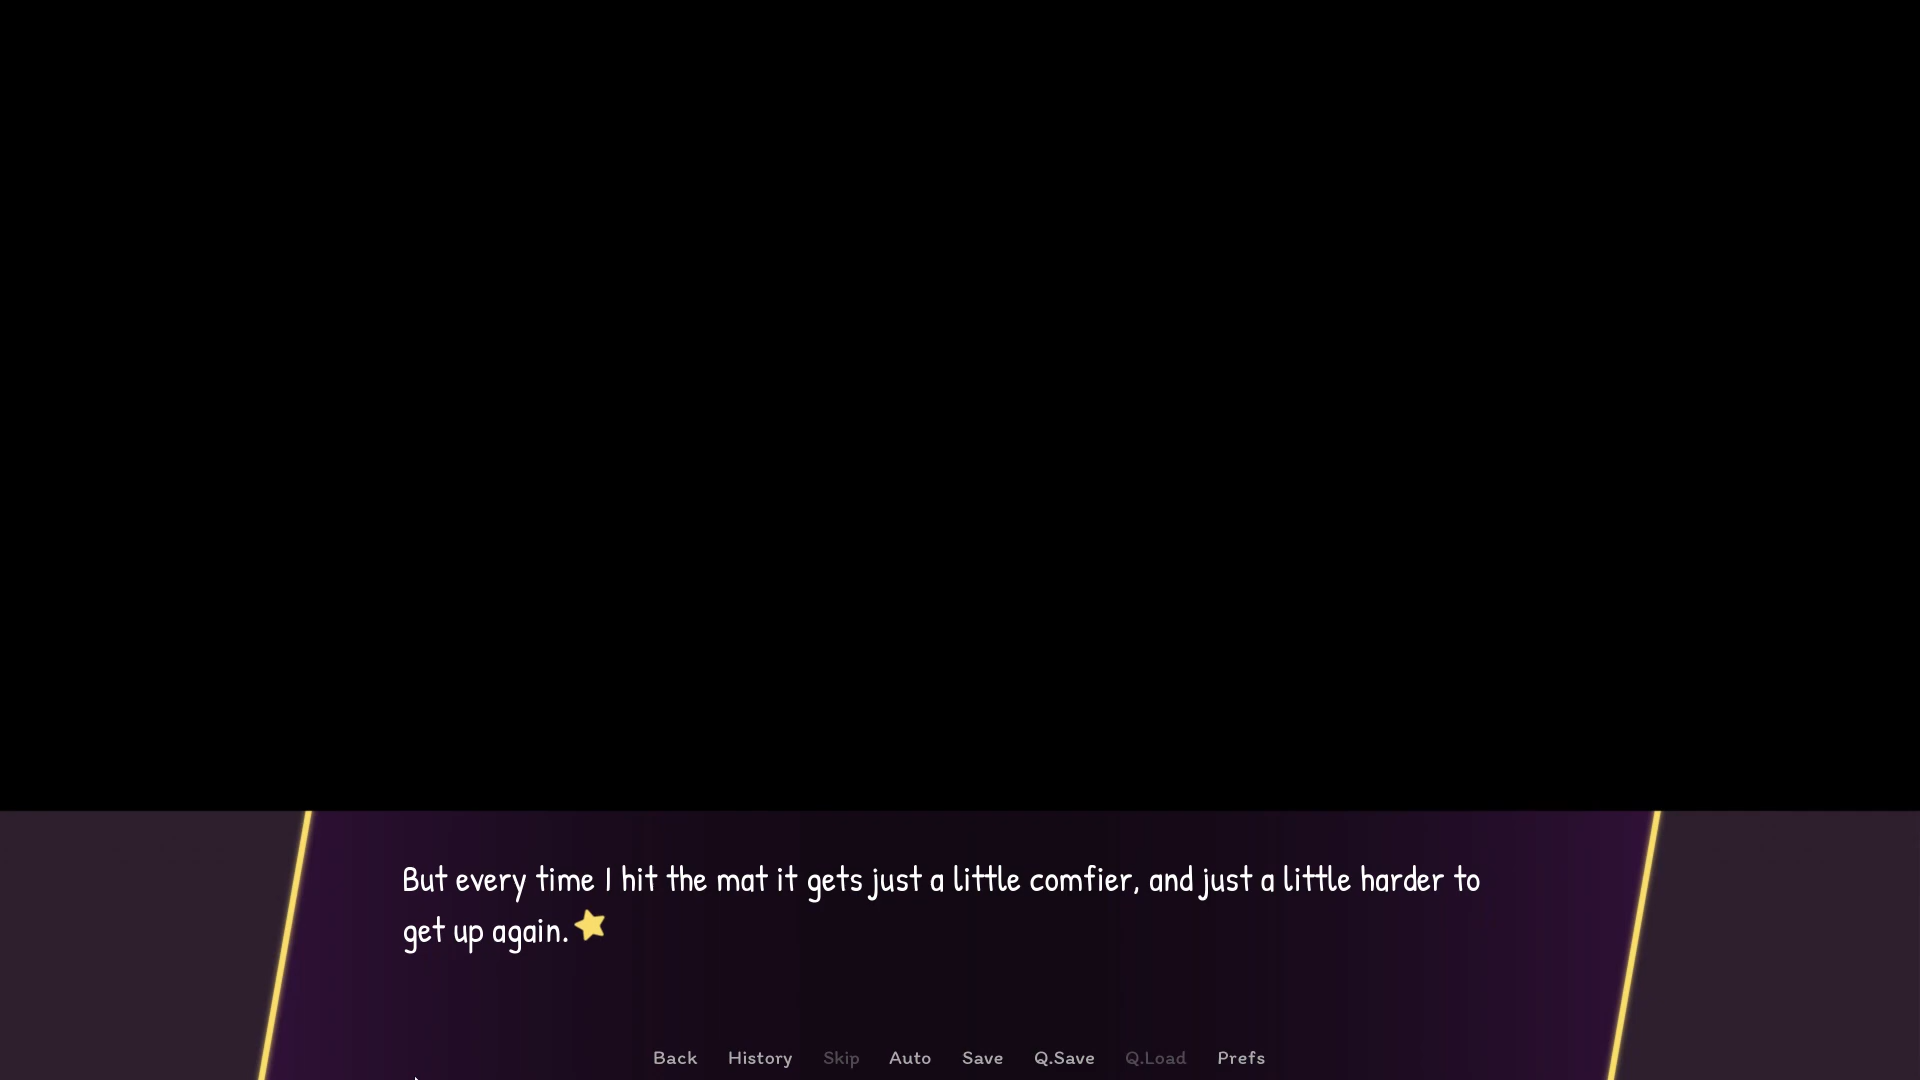 But every time I hit the mat it gets just a little comfier, and just a little harder to
get up again.
Back History Skip Auto Save Q.Save Q.Load Prefs